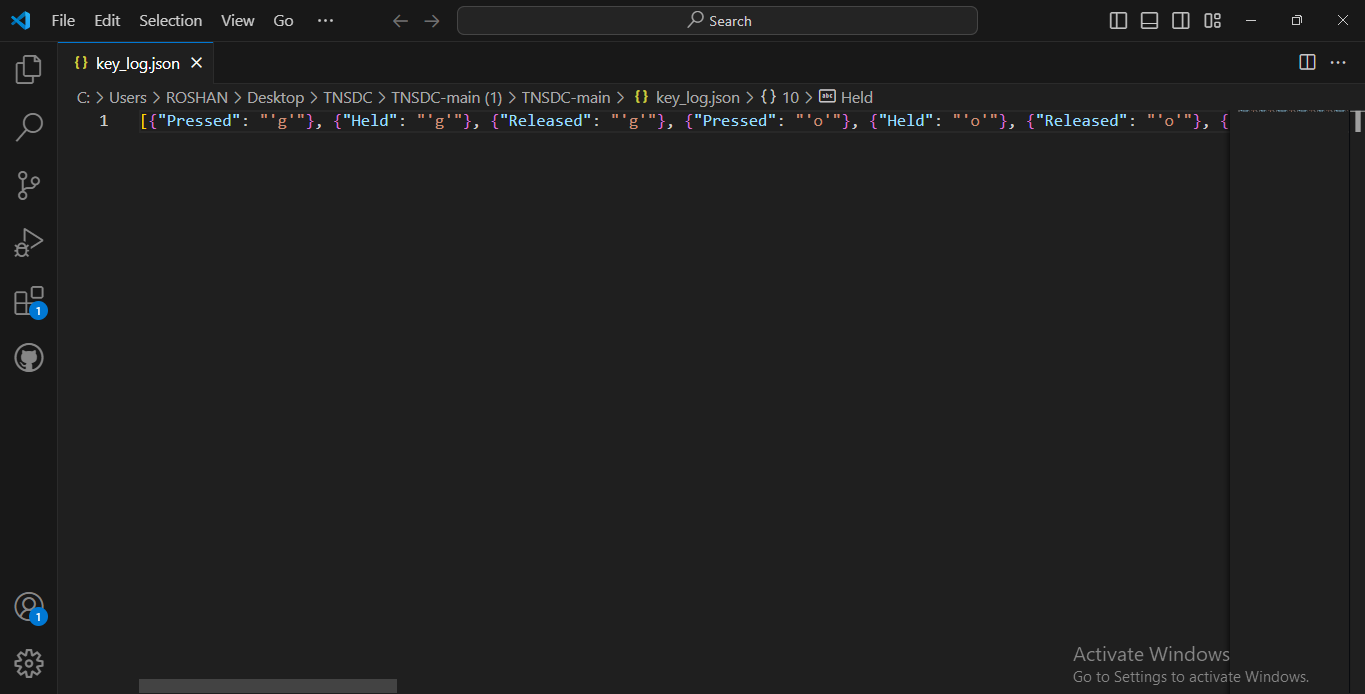 File Edit Selection View Go ··· Search
key_log.json
C: > Users > ROSHAN > Desktop > TNSDC > TNSDC-main (1) > TNSDC-main > {} key_log.json > {} 10 > abc Held
1 [{"Pressed": "'g'"}, {"Held": "'g'"}, {"Released": "'g'"}, {"Pressed": "'o'"}, {"Held": "'o'"}, {"Released": "'o'"}, {
1
1
Activate Windows
Go to Settings to activate Windows.